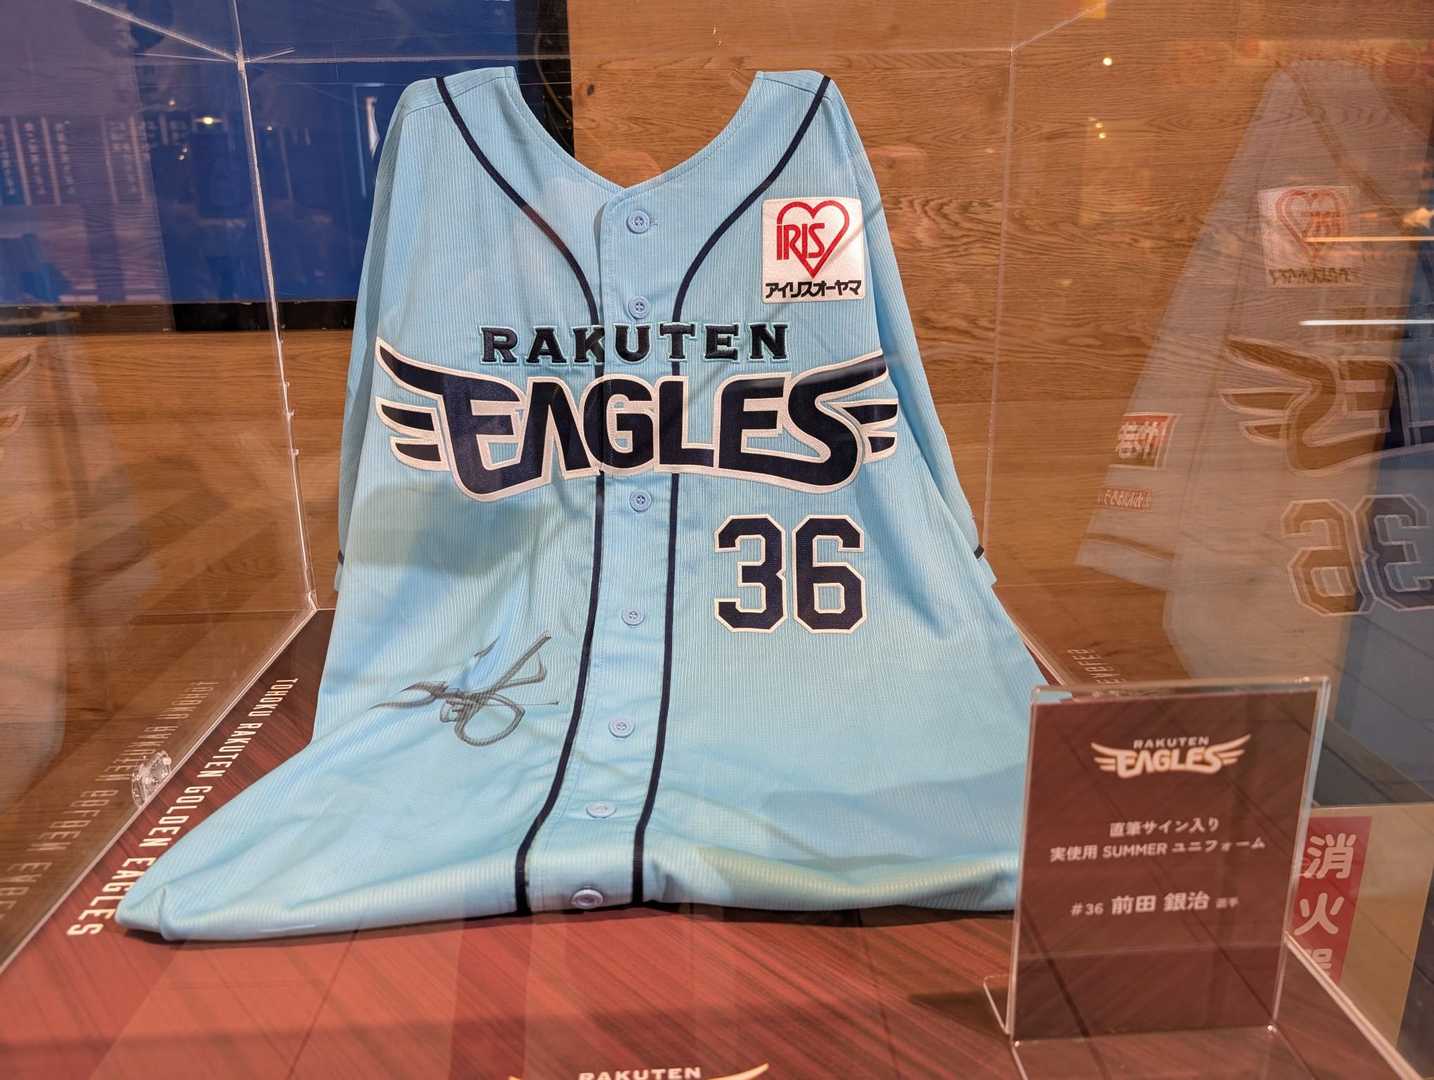 IRIS
アイリスオーヤマ
RAKUTEN
EAGLES
36
TOHOKU RAKUTEN GOLDEN EAGLES
RAKUTEN
EAGLES
直筆サイン入り
実使用 SUMMER ユニフォーム
#36 前田 銀治 選手
消火
RAKUTEN